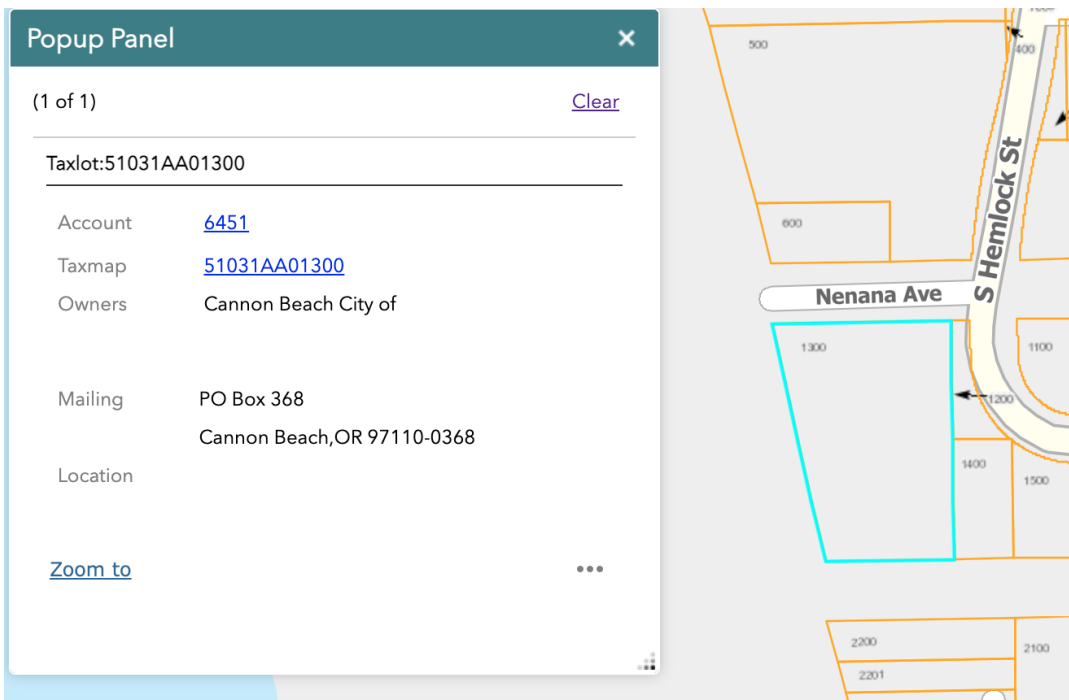 Popup Panel
(1 of 1)
Clear
Taxlot:51031AA01300
Account
6451
Taxmap
51031AA01300
Owners
Cannon Beach City of
Mailing
PO Box 368
Cannon Beach,OR 97110-0368
Location
Zoom to
500
400
S Hemlock St
600
Nenana Ave
1300
1100
1200
1400
1500
2200
2100
2201